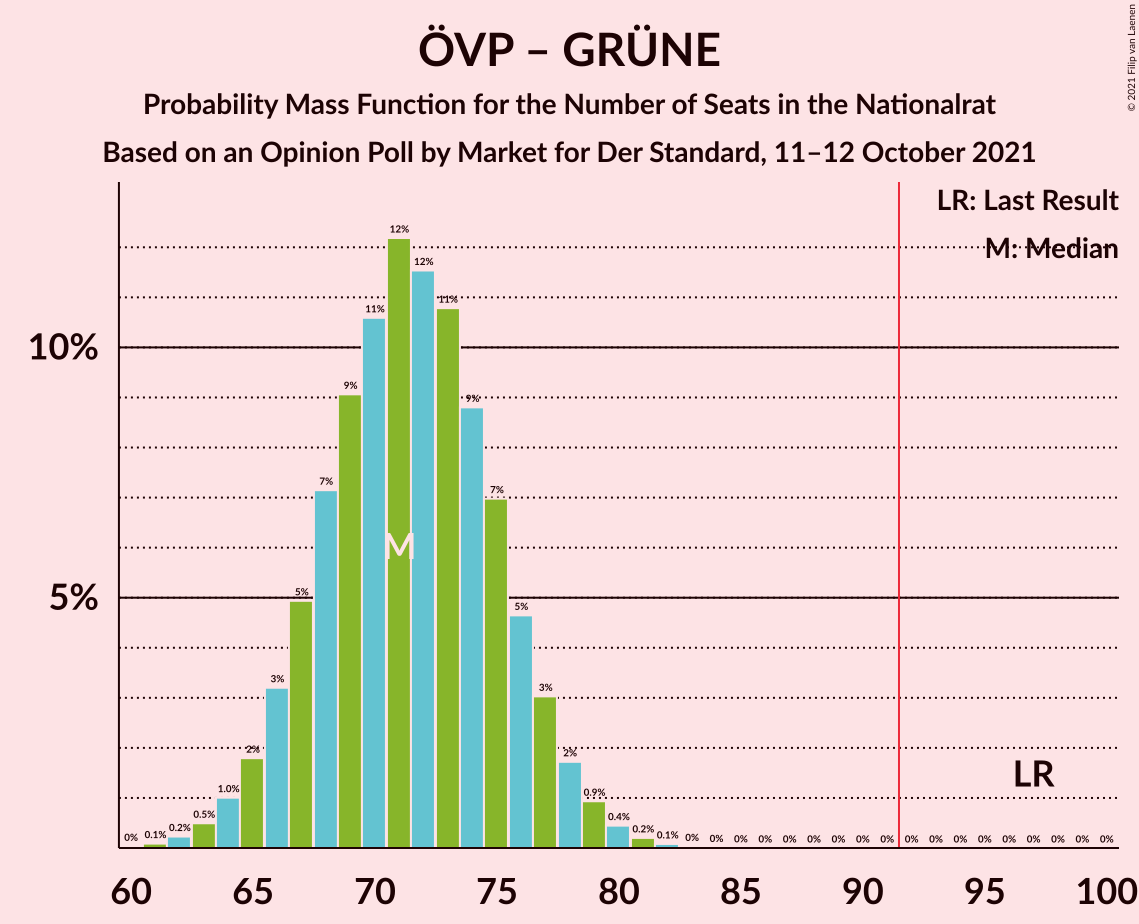 ÖVP – GRÜNE
Probability Mass Function for the Number of Seats in the Nationalrat
Based on an Opinion Poll by Market for Der Standard, 11–12 October 2021
© 2021 Filip van Laenen
LR: Last Result
M: Median
10%
5%
0% 0.1% 0.2% 0.5% 1.0% 2% 3% 5% 7% 9% 11% 12% 12% 11% 9% 7% 5% 3% 2% 0.9% 0.4% 0.2% 0.1% 0% 0% 0% 0% 0% 0% 0% 0% 0% 0% 0% 0% 0% 0% 0% 0% 0% 0%
M
LR
60 65 70 75 80 85 90 95 100